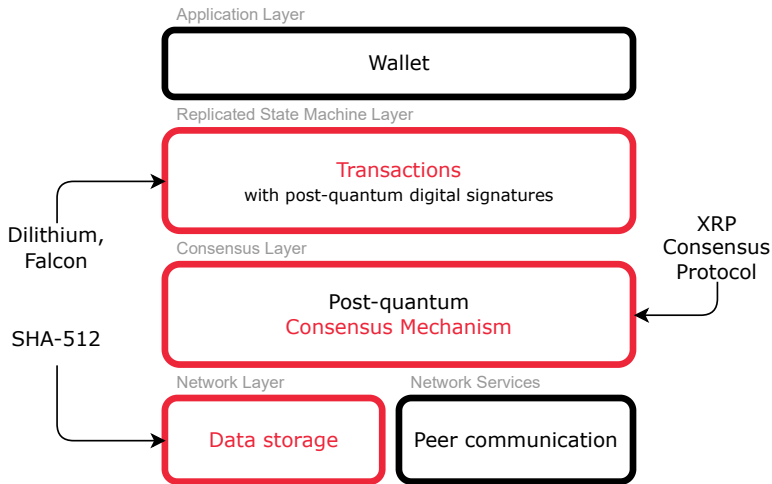 Application Layer
Wallet
Replicated State Machine Layer
Transactions
with post-quantum digital signatures
Dilithium,
Falcon
Consensus Layer
XRP
Consensus
Protocol
Post-quantum
Consensus Mechanism
SHA-512
Network Layer
Network Services
Data storage
Peer communication